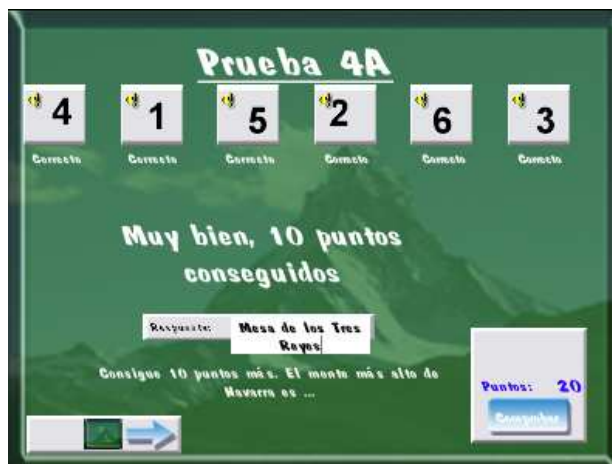 Prueba 4A
4 1 5 2 6 3
Correcto Correcto Correcto Correcto Correcto Correcto
Muy bien, 10 puntos
conseguidos
Respuesta: Mesa de los Tres
Reyes
Consigue 10 puntos más. El monte más alto de
Navarra es ...
Puntos: 20
Comprobar